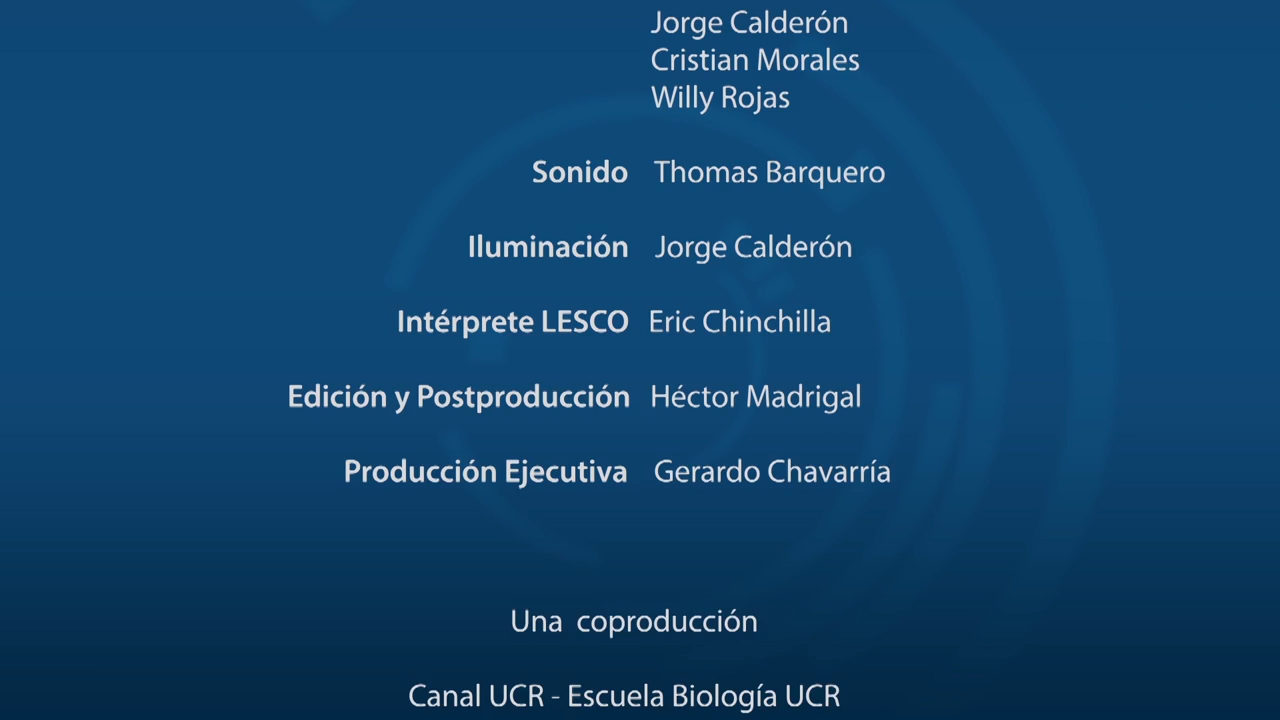 Jorge Calderón
Cristian Morales
Willy Rojas
Sonido Thomas Barquero
Iluminación Jorge Calderón
Intérprete LESCO Eric Chinchilla
Edición y Postproducción Héctor Madrigal
Producción Ejecutiva Gerardo Chavarría
Una coproducción
Canal UCR - Escuela Biología UCR